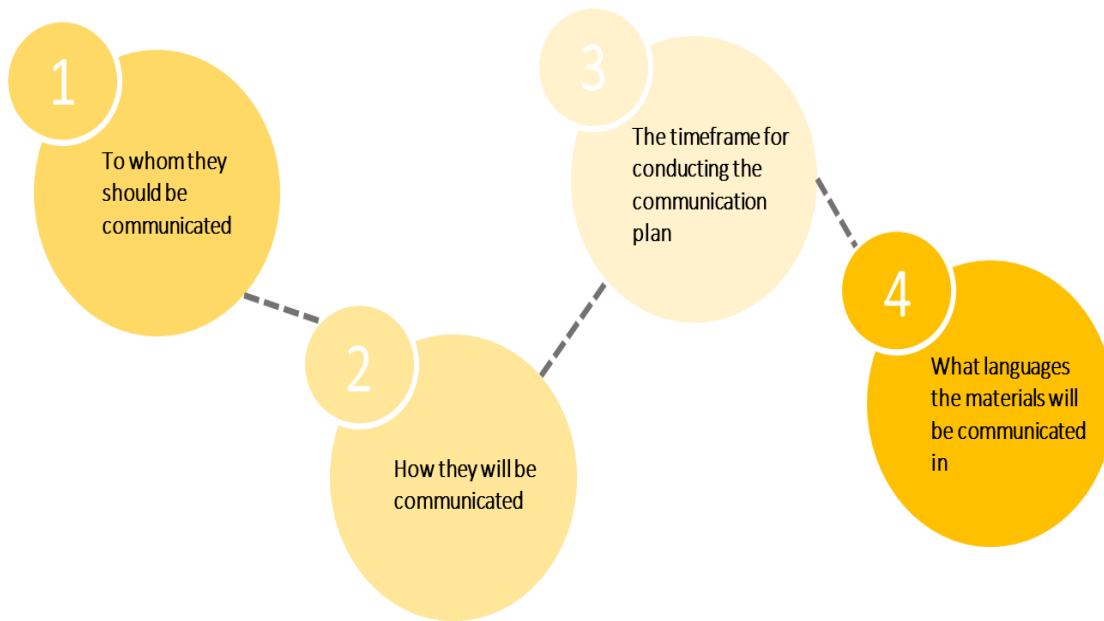 1
To whom they
should be
communicated
2
How they will be
communicated
3
The timeframe for
conducting the
communication
plan
4
What languages
the materials will
be communicated
in